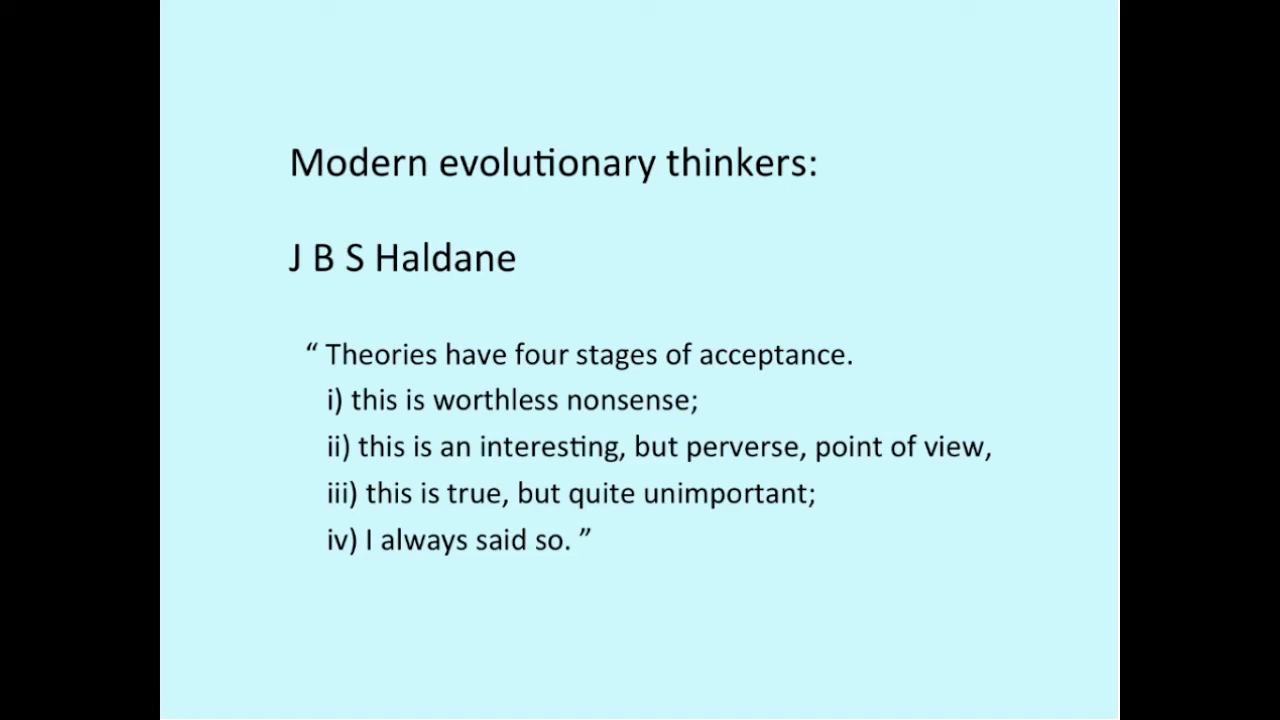 Modern evolutionary thinkers:
J B S Haldane
“ Theories have four stages of acceptance.
i) this is worthless nonsense;
ii) this is an interesting, but perverse, point of view,
iii) this is true, but quite unimportant;
iv) I always said so. ”